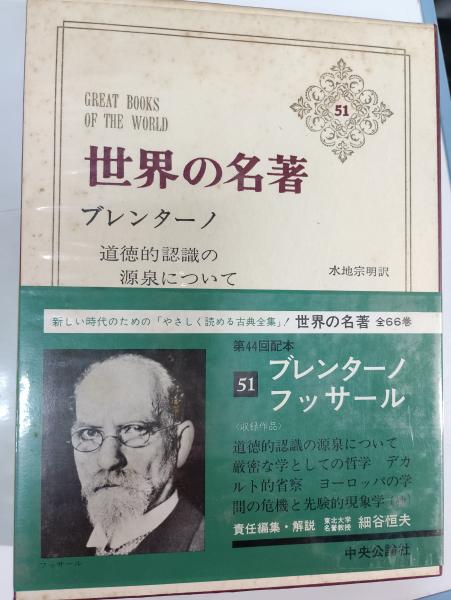 GREAT BOOKS
OF THE WORLD
51
世界の名著
ブレンターノ
道徳的認識の
源泉について
水地宗明訳
新しい時代のための「やさしく読める古典全集」!世界の名著 全66巻
第44回配本
51 ブレンターノ
フッサール
〈収録作品〉
道徳的認識の源泉について
厳密な学としての哲学 デカ
ルト的省察 ヨーロッパの学
問の危機と先験的現象学
責任編集・解説 東北大学名誉教授 細谷恒夫
中央公論社
フッサール